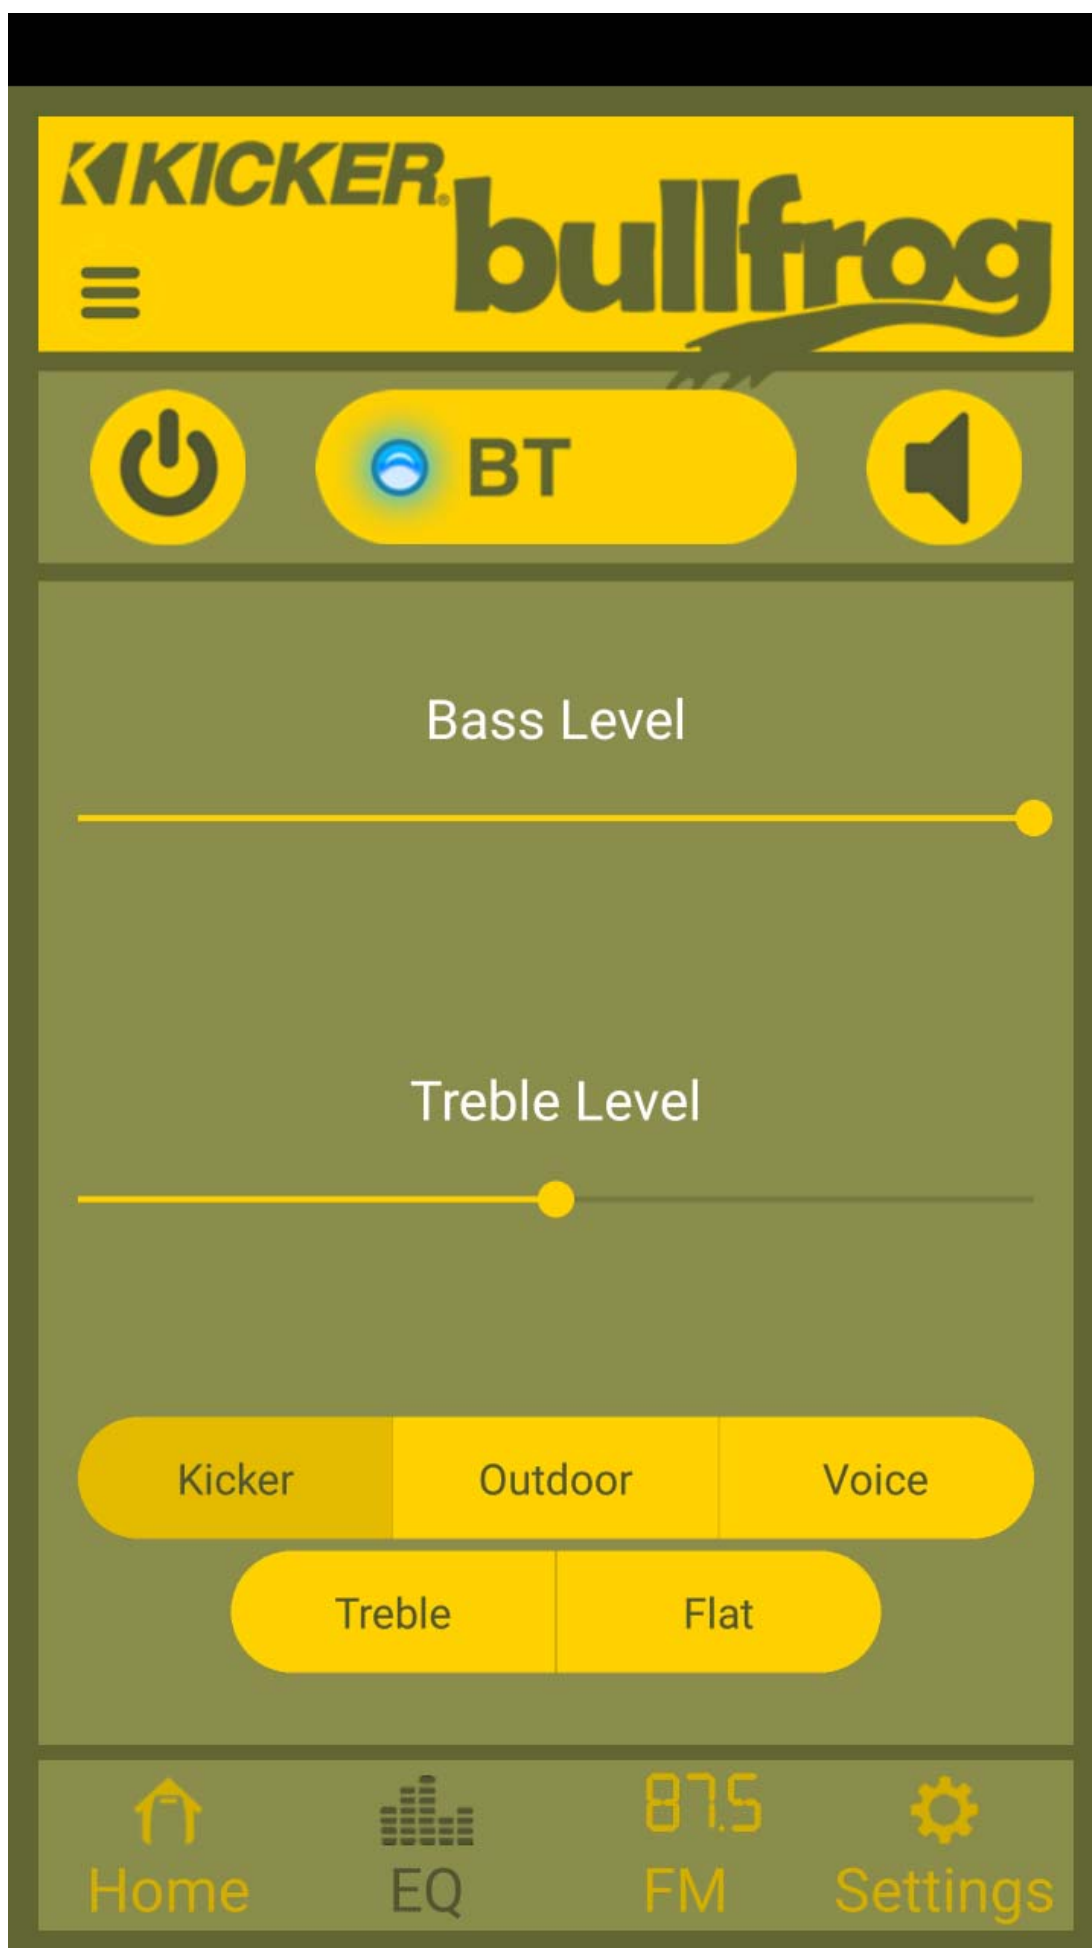 KICKER®
bullfrog
BT
Bass Level
Treble Level
Kicker Outdoor Voice
Treble Flat
87.5
Home EQ FM Settings